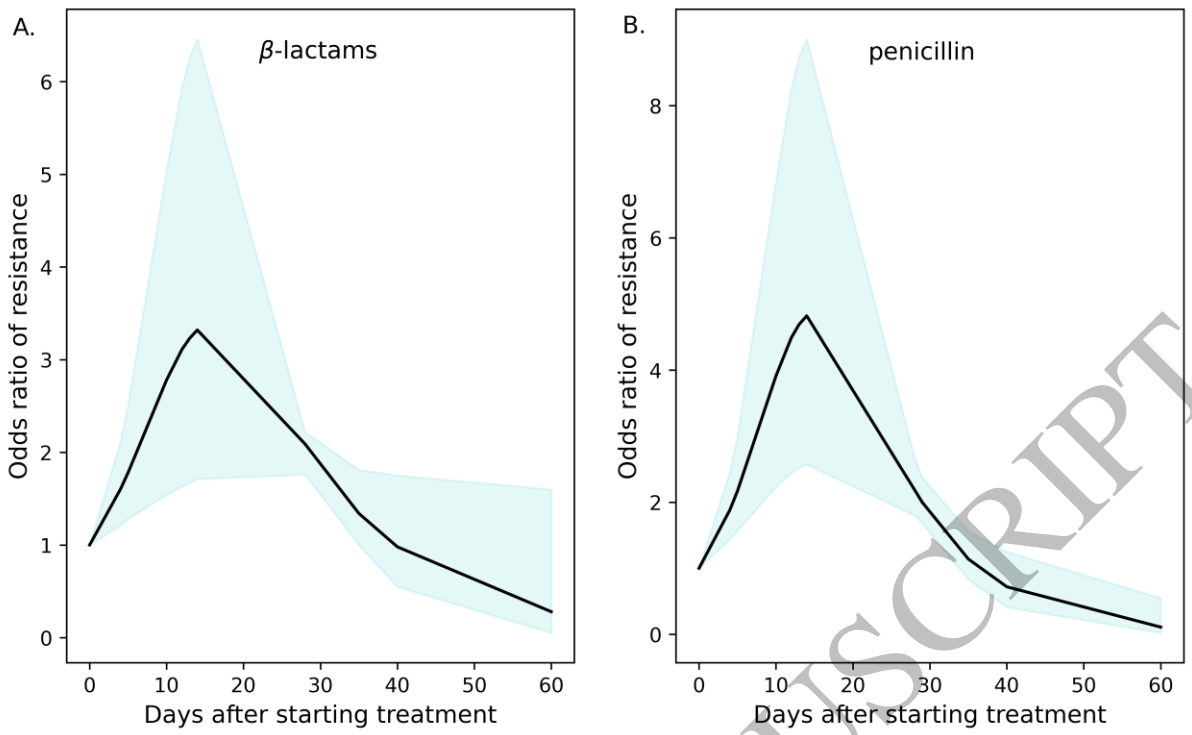 A.
β-lactams
Odds ratio of resistance
6
5
4
3
2
1
0
0 10 20 30 40 50 60
Days after starting treatment
B.
penicillin
Odds ratio of resistance
8
6
4
2
0
0 10 20 30 40 50 60
Days after starting treatment
USCRIPT